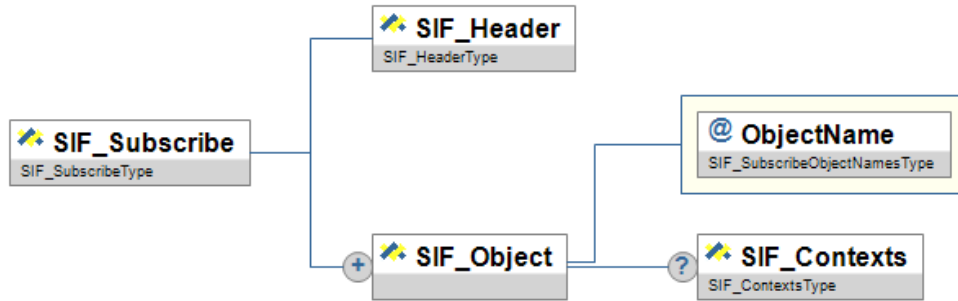 SIF_Header
SIF_HeaderType
SIF_Subscribe
SIF_SubscribeType
@ ObjectName
SIF_SubscribeObjectNamesType
+ SIF_Object
? SIF_Contexts
SIF_ContextsType